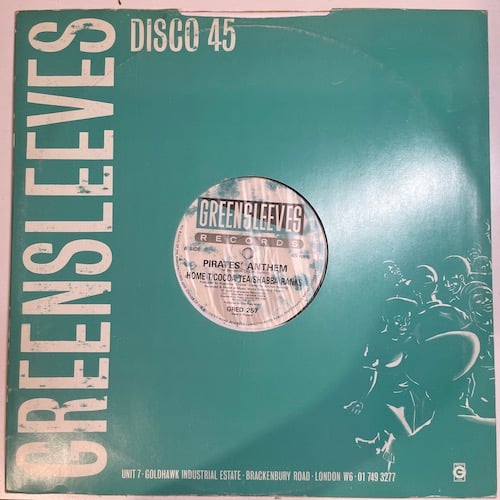 GREENSLEEVES
DISCO 45
GREENSLEEVES
RECORDS
PIRATES' ANTHEM
HOME T/COCOA TEA/SHABBA RANKS
GRED 257
UNIT 7 · GOLDHAWK INDUSTRIAL ESTATE · BRACKENBURY ROAD · LONDON W6 · 01 749 3277